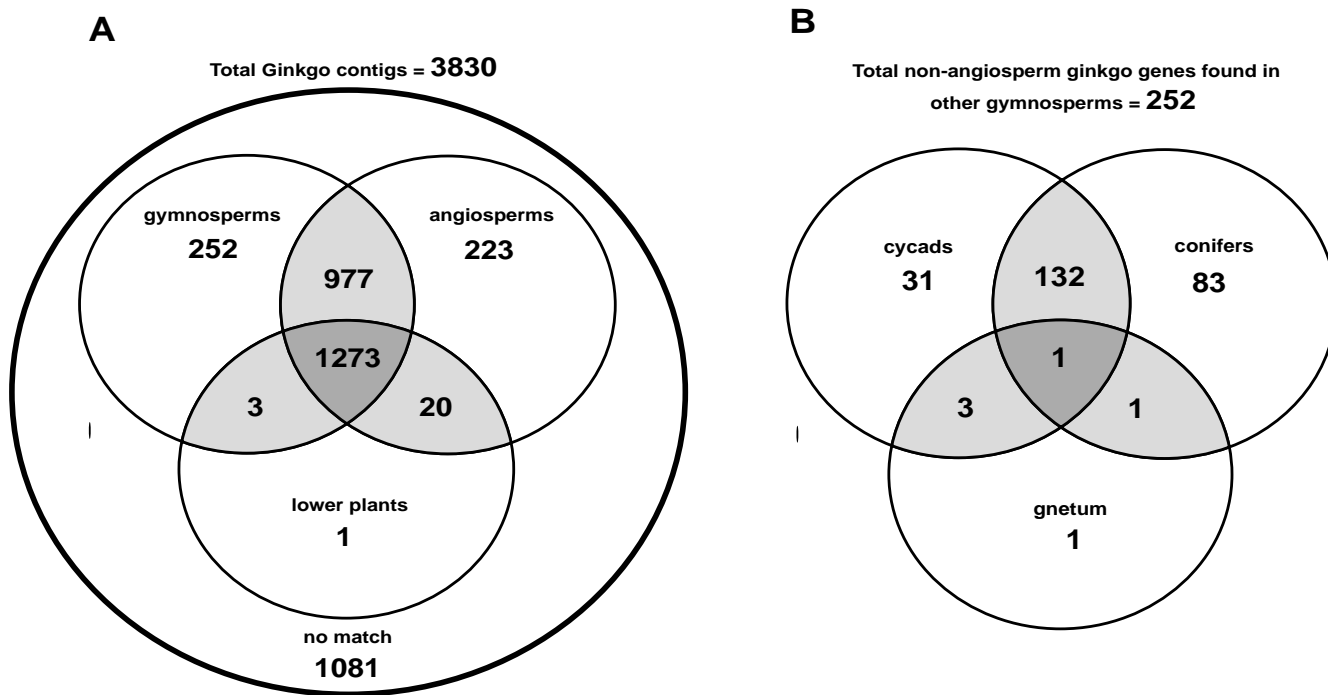 A
Total Ginkgo contigs = 3830
gymnosperms
252
angiosperms
223
977
1273
3
20
lower plants
1
no match
1081
B
Total non-angiosperm ginkgo genes found in
other gymnosperms = 252
cycads
31
132
conifers
83
1
3
1
gnetum
1